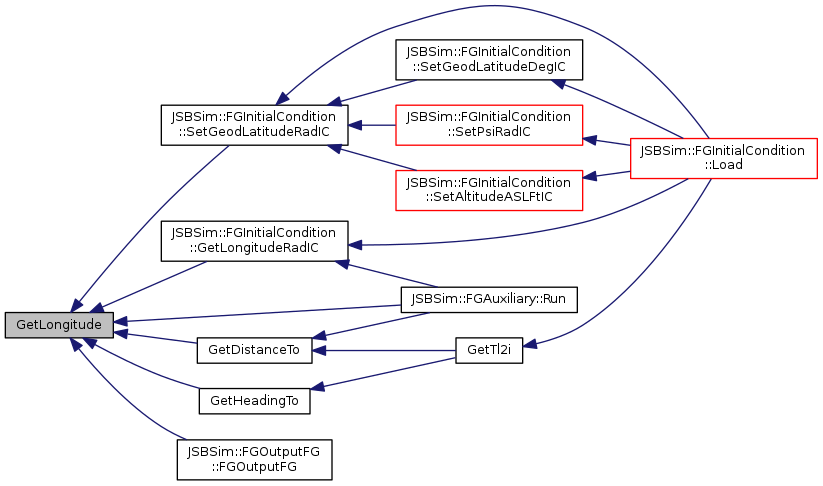 JSBSim::FGInitialCondition
::SetGeodLatitudeDegIC
JSBSim::FGInitialCondition
::SetGeodLatitudeRadIC
JSBSim::FGInitialCondition
::SetPsiRadIC
JSBSim::FGInitialCondition
::Load
JSBSim::FGInitialCondition
::SetAltitudeASLFtIC
JSBSim::FGInitialCondition
::GetLongitudeRadIC
JSBSim::FGAuxiliary::Run
GetLongitude
GetDistanceTo
GetTl2i
GetHeadingTo
JSBSim::FGOutputFG
::FGOutputFG